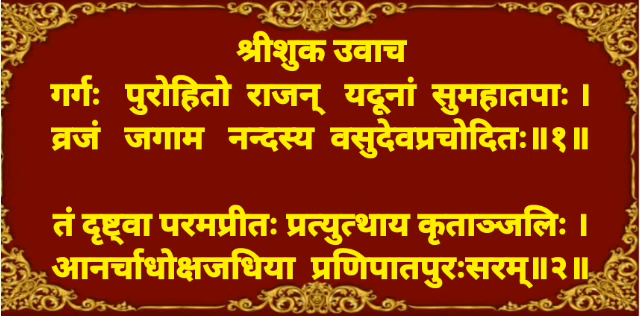 श्रीशुक उवाच
गर्गः पुरोहितो राजन् यदूनां सुमहातपाः ।
व्रजं जगाम नन्दस्य वसुदेवप्रचोदितः॥१॥
तं दृष्ट्वा परमप्रीतः प्रत्युत्थाय कृताञ्जलिः ।
आनर्चाधोक्षजधिया प्रणिपातपुरःसरम्॥२॥